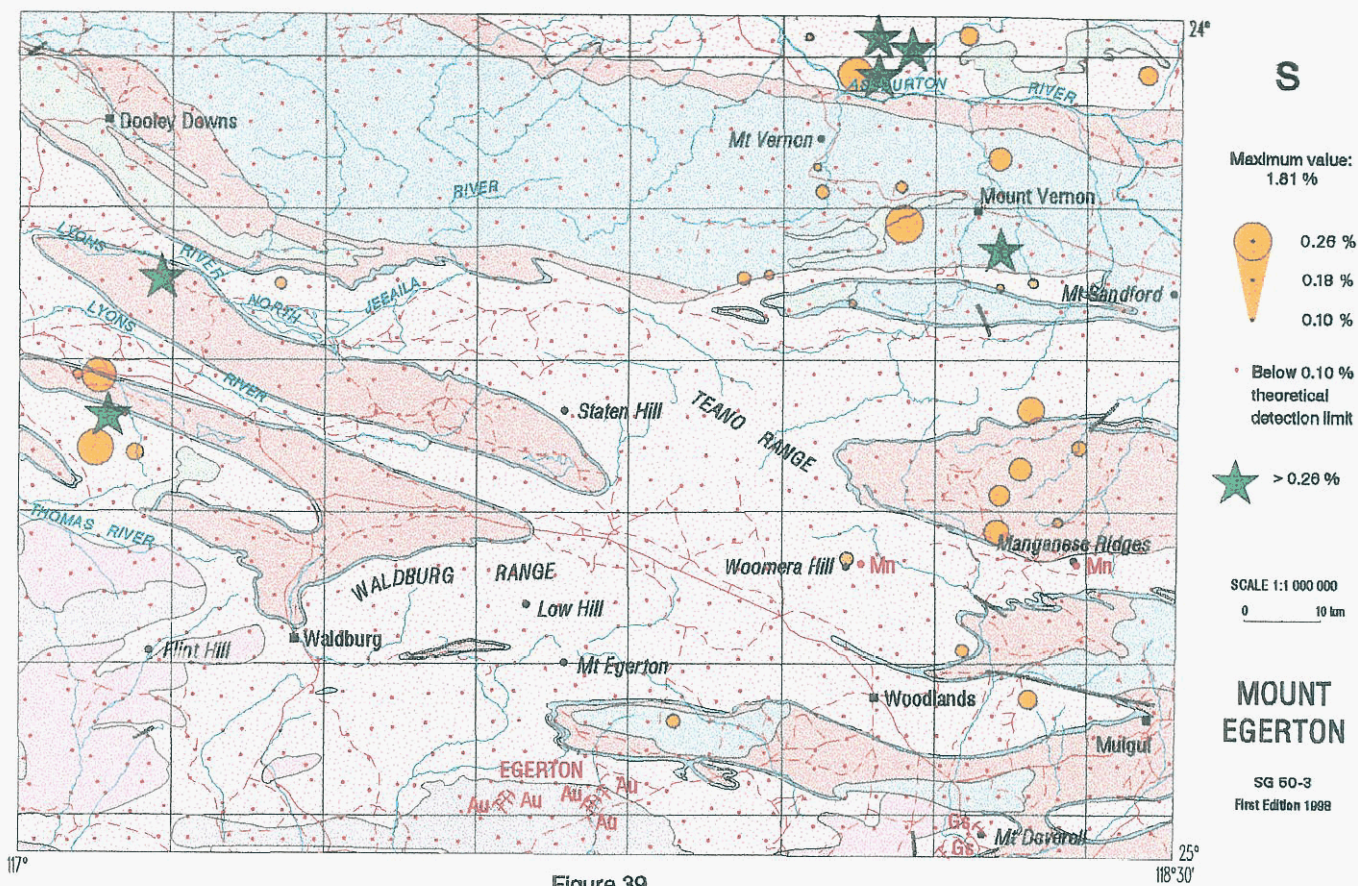 24°
S
ASHBURTON
RIVER
Maximum value:
1.81 %
Dooley Downs
Mt Vernon
RIVER
Mount Vernon
0.26 %
0.18 %
0.10 %
LYONS
RIVER
NORTH
JEEAILA
Mt Sandford
LYONS
RIVER
Below 0.10 %
theoretical
detection limit
Staten Hill
TEANO RANGE
> 0.26 %
THOMAS RIVER
Manganese Ridges
Woomera Hill
Mn
Mn
WALDBURG RANGE
SCALE 1:1 000 000
0 10 km
Low Hill
Waldburg
Flint Hill
Mt Egerton
Woodlands
MOUNT
EGERTON
Mulgul
EGERTON
Au
Au
Au
Au
Au
SG 50-3
First Edition 1998
Gs
Mt Deverell
Gs
117°
25°
118°30'
Figure 39